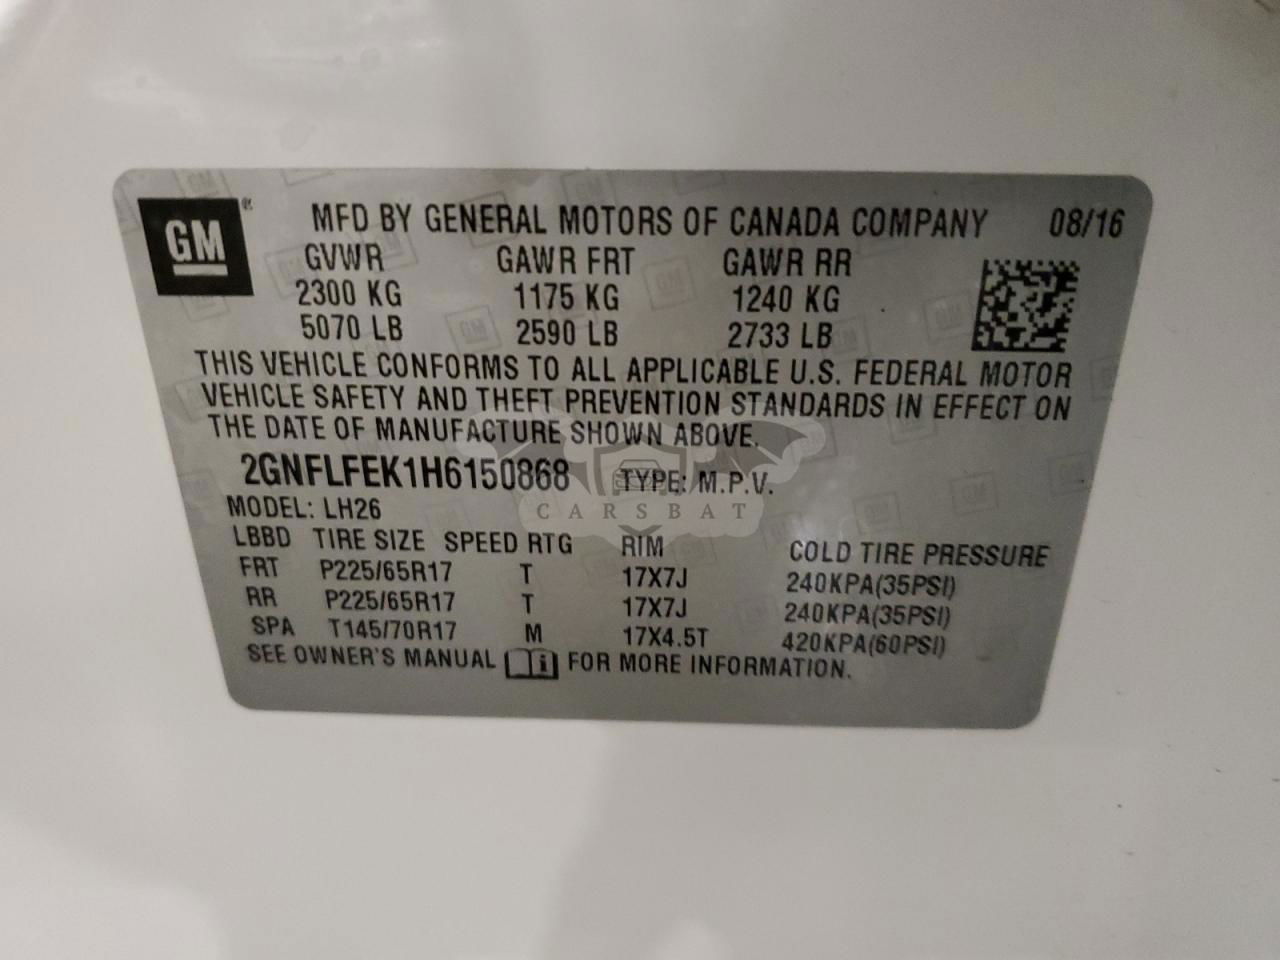 GM
MFD BY GENERAL MOTORS OF CANADA COMPANY 08/16
GVWR GAWR FRT GAWR RR
2300 KG 1175 KG 1240 KG
5070 LB 2590 LB 2733 LB
THIS VEHICLE CONFORMS TO ALL APPLICABLE U.S. FEDERAL MOTOR
VEHICLE SAFETY AND THEFT PREVENTION STANDARDS IN EFFECT ON
THE DATE OF MANUFACTURE SHOWN ABOVE.
2GNFLFEK1H6150868 TYPE: M.P.V.
CARSBAT
MODEL: LH26
LBBD TIRE SIZE SPEED RTG RIM COLD TIRE PRESSURE
FRT P225/65R17 T 17X7J 240KPA(35PSI)
RR P225/65R17 T 17X7J 240KPA(35PSI)
SPA T145/70R17 M 17X4.5T 420KPA(60PSI)
SEE OWNER'S MANUAL i FOR MORE INFORMATION.